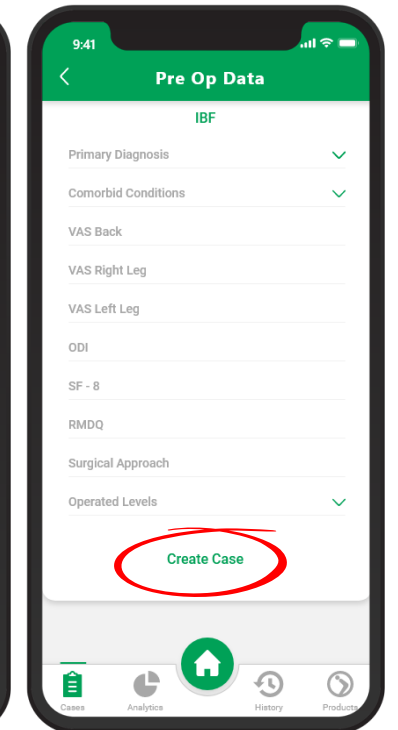 9:41
Pre Op Data
IBF
Primary Diagnosis
Comorbid Conditions
VAS Back
VAS Right Leg
VAS Left Leg
ODI
SF - 8
RMDQ
Surgical Approach
Operated Levels
Create Case
Cases Analytics History Products